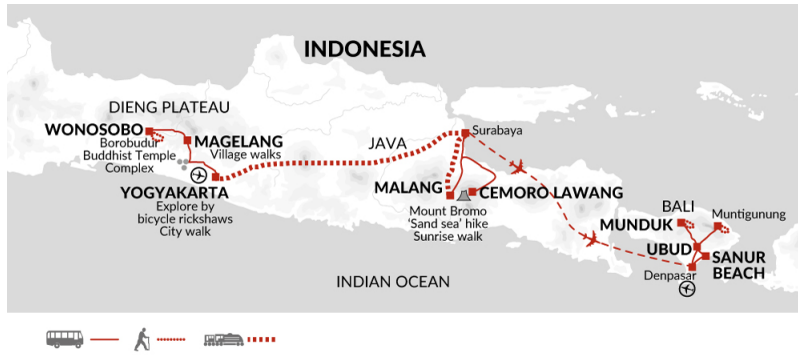 INDONESIA
DIENG PLATEAU
WONOSOBO
Borobudur
Buddhist Temple
Complex
MAGELANG
Village walks
YOGYAKARTA
Explore by
bicycle rickshaws
City walk
JAVA
Surabaya
MALANG
CEMORO LAWANG
Mount Bromo
‘Sand sea’ hike
Sunrise walk
BALI
MUNDUK
Muntigunung
UBUD
SANUR
BEACH
Denpasar
INDIAN OCEAN